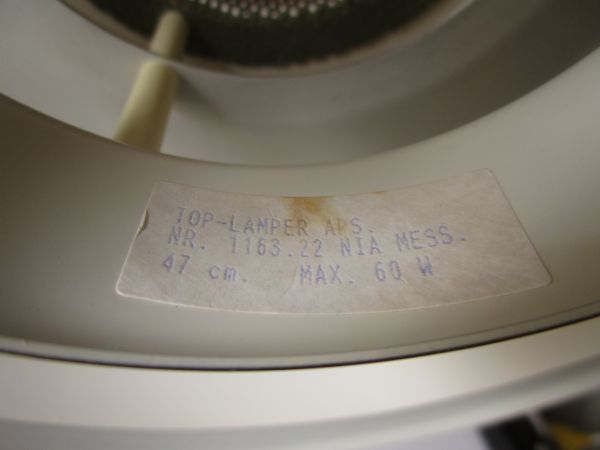 TOP-LAMPER APS.
NR. 1163.22 NIA MESS.
47 cm. MAX. 60 W